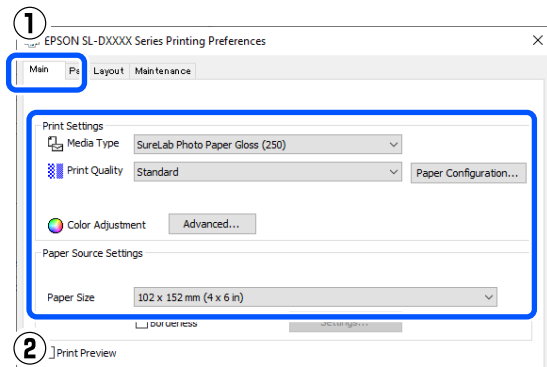 ①
EPSON SL-DXXXX Series Printing Preferences
Main Layout Maintenance
Print Settings
Media Type SureLab Photo Paper Gloss (250)
Print Quality Standard Paper Configuration...
Color Adjustment Advanced...
Paper Source Settings
Paper Size 102 x 152 mm (4 x 6 in)
Borderless Settings...
②
Print Preview